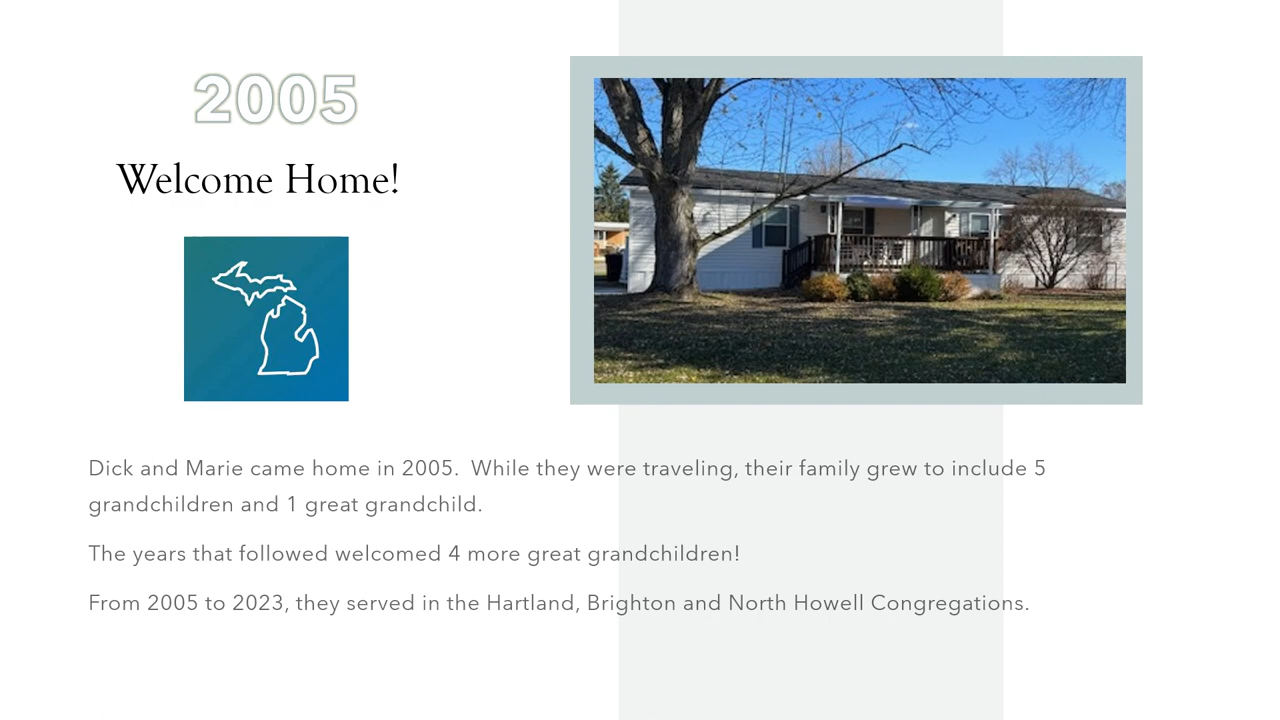 2005
Welcome Home!
Dick and Marie came home in 2005.  While they were traveling, their family grew to include 5
grandchildren and 1 great grandchild.
The years that followed welcomed 4 more great grandchildren!
From 2005 to 2023, they served in the Hartland, Brighton and North Howell Congregations.